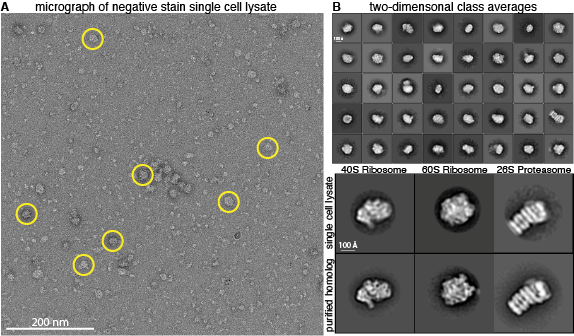 A micrograph of negative stain single cell lysate
200 nm
B two-dimensonal class averages
100 Å
40S Ribosome 60S Ribosome 26S Proteasome
single cell lysate
100 Å
purified homolog